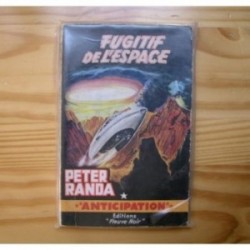 FUGITIF
DE L'ESPACE
PETER
RANDA
"ANTICIPATION"
Editions
"Fleuve Noir"